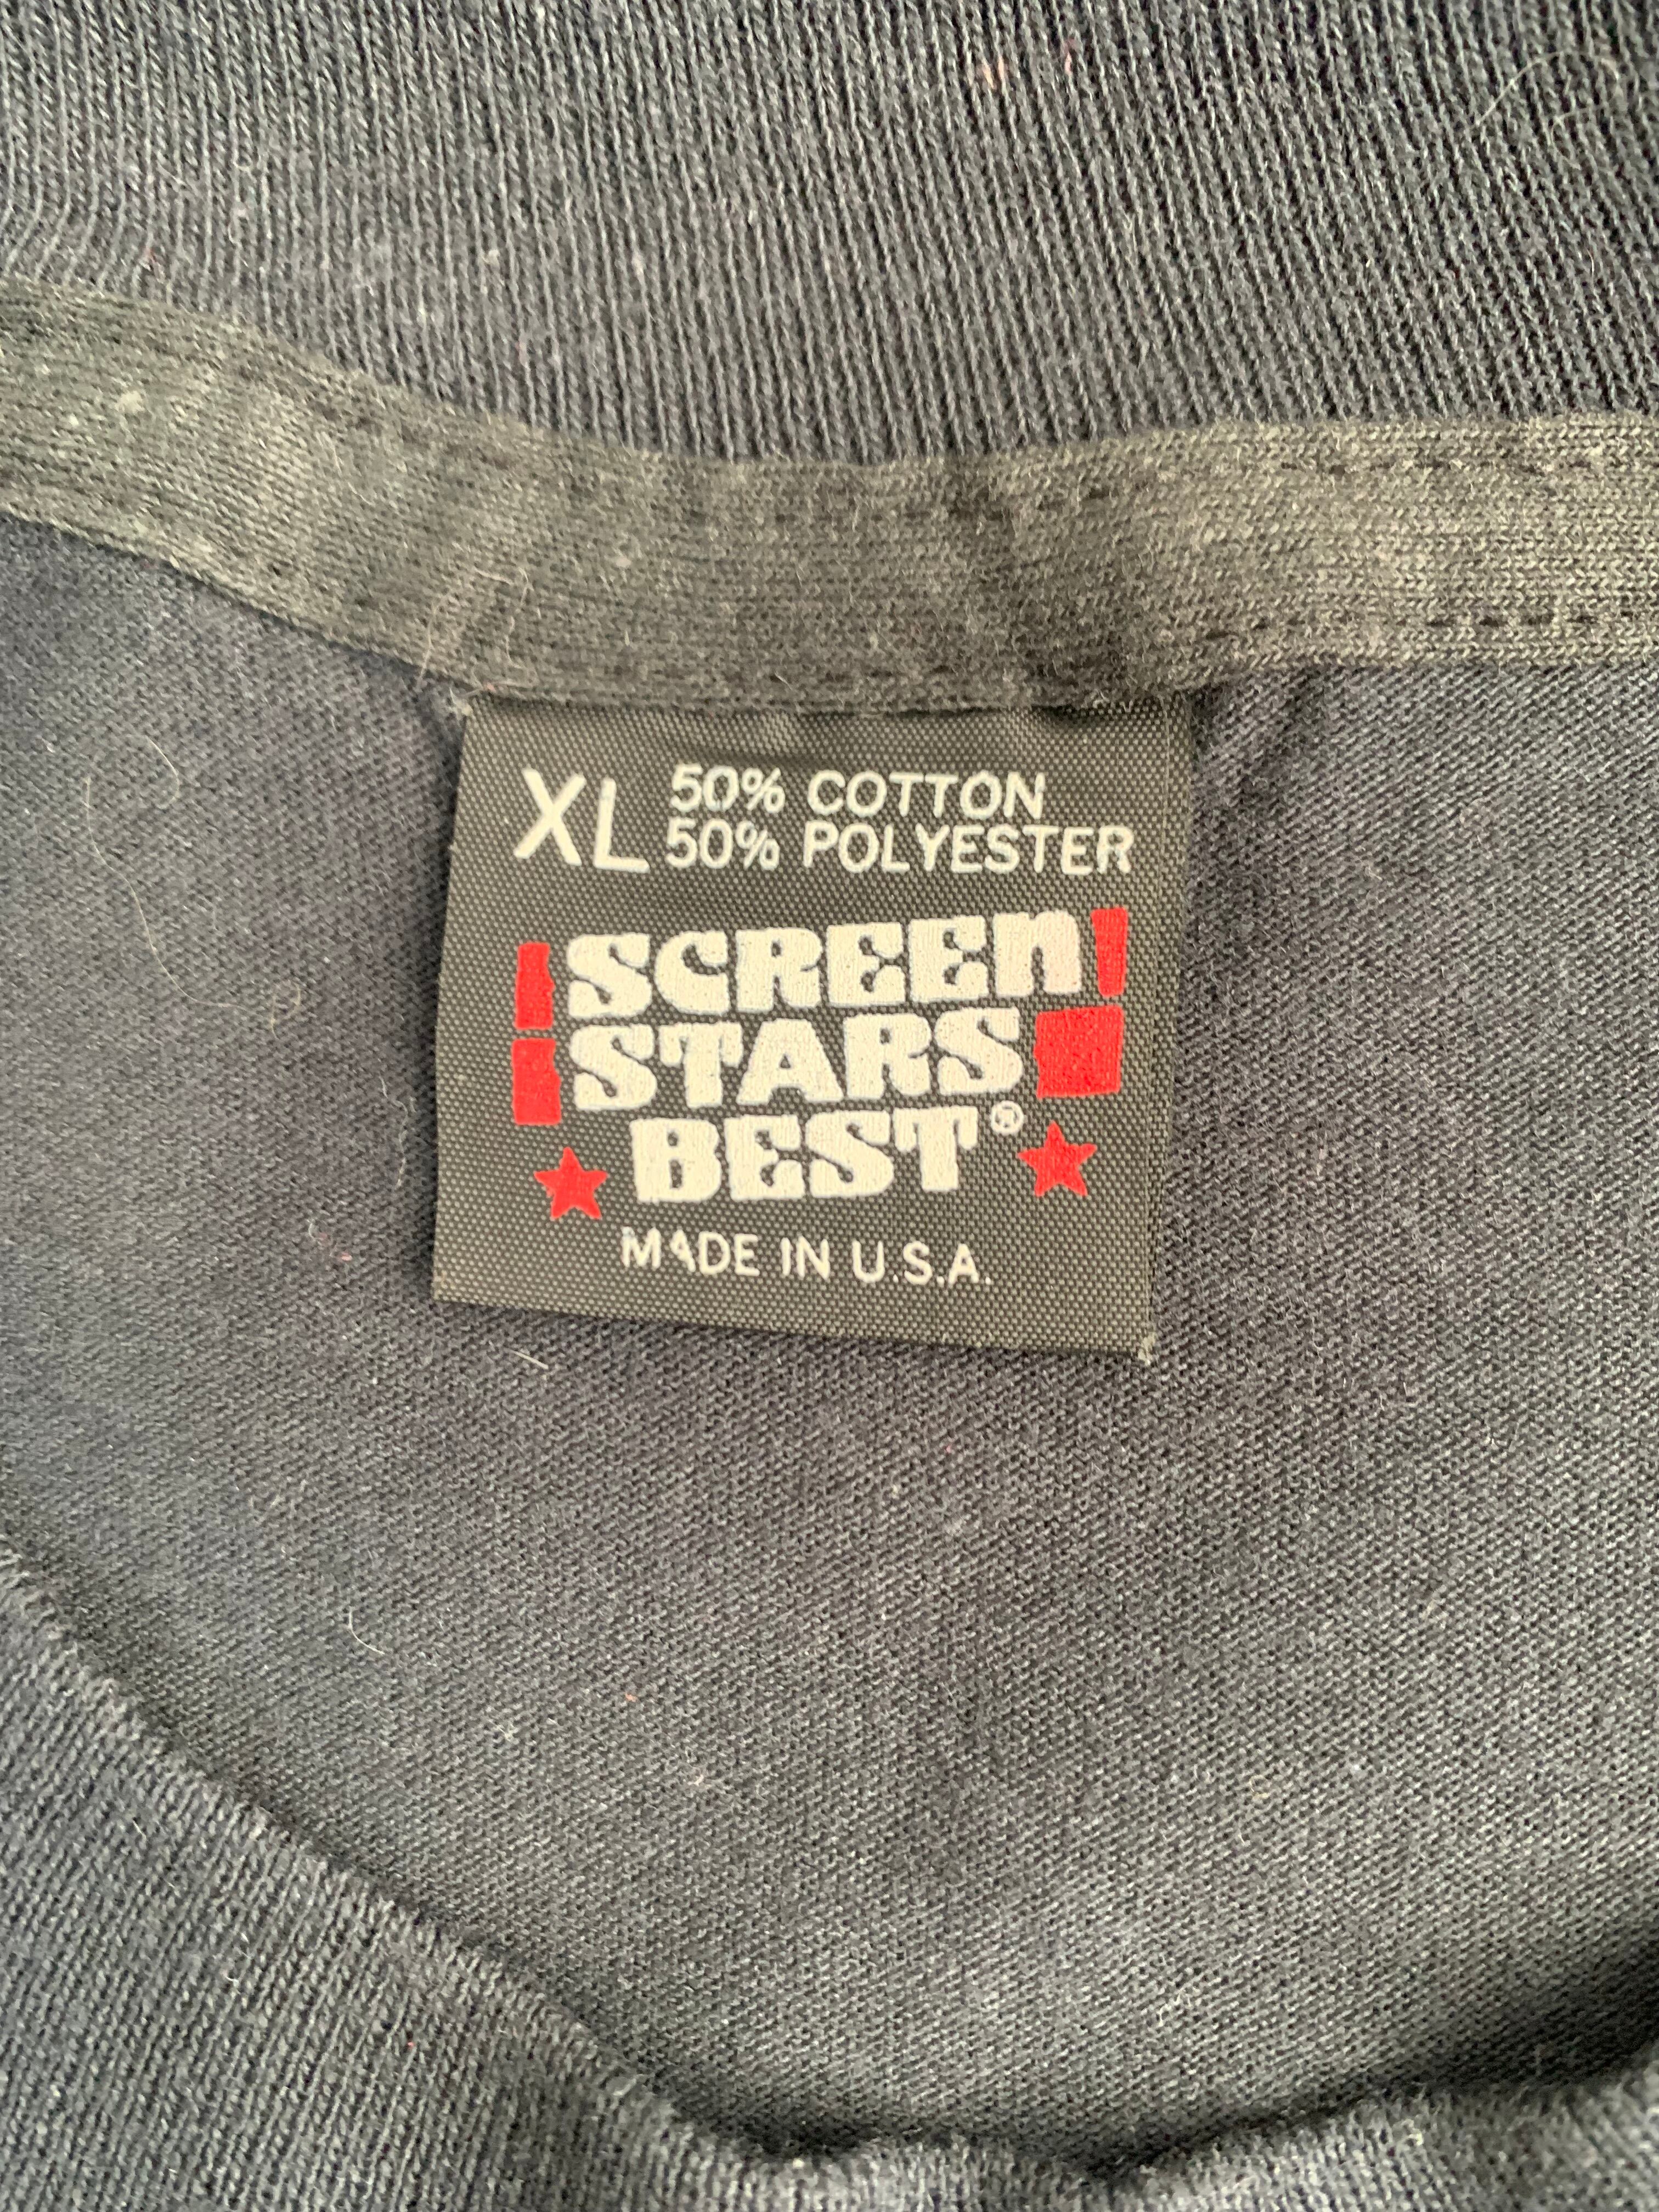 XL 50% COTTON
50% POLYESTER
SCREEN
STARS
BEST®
MADE IN U.S.A.